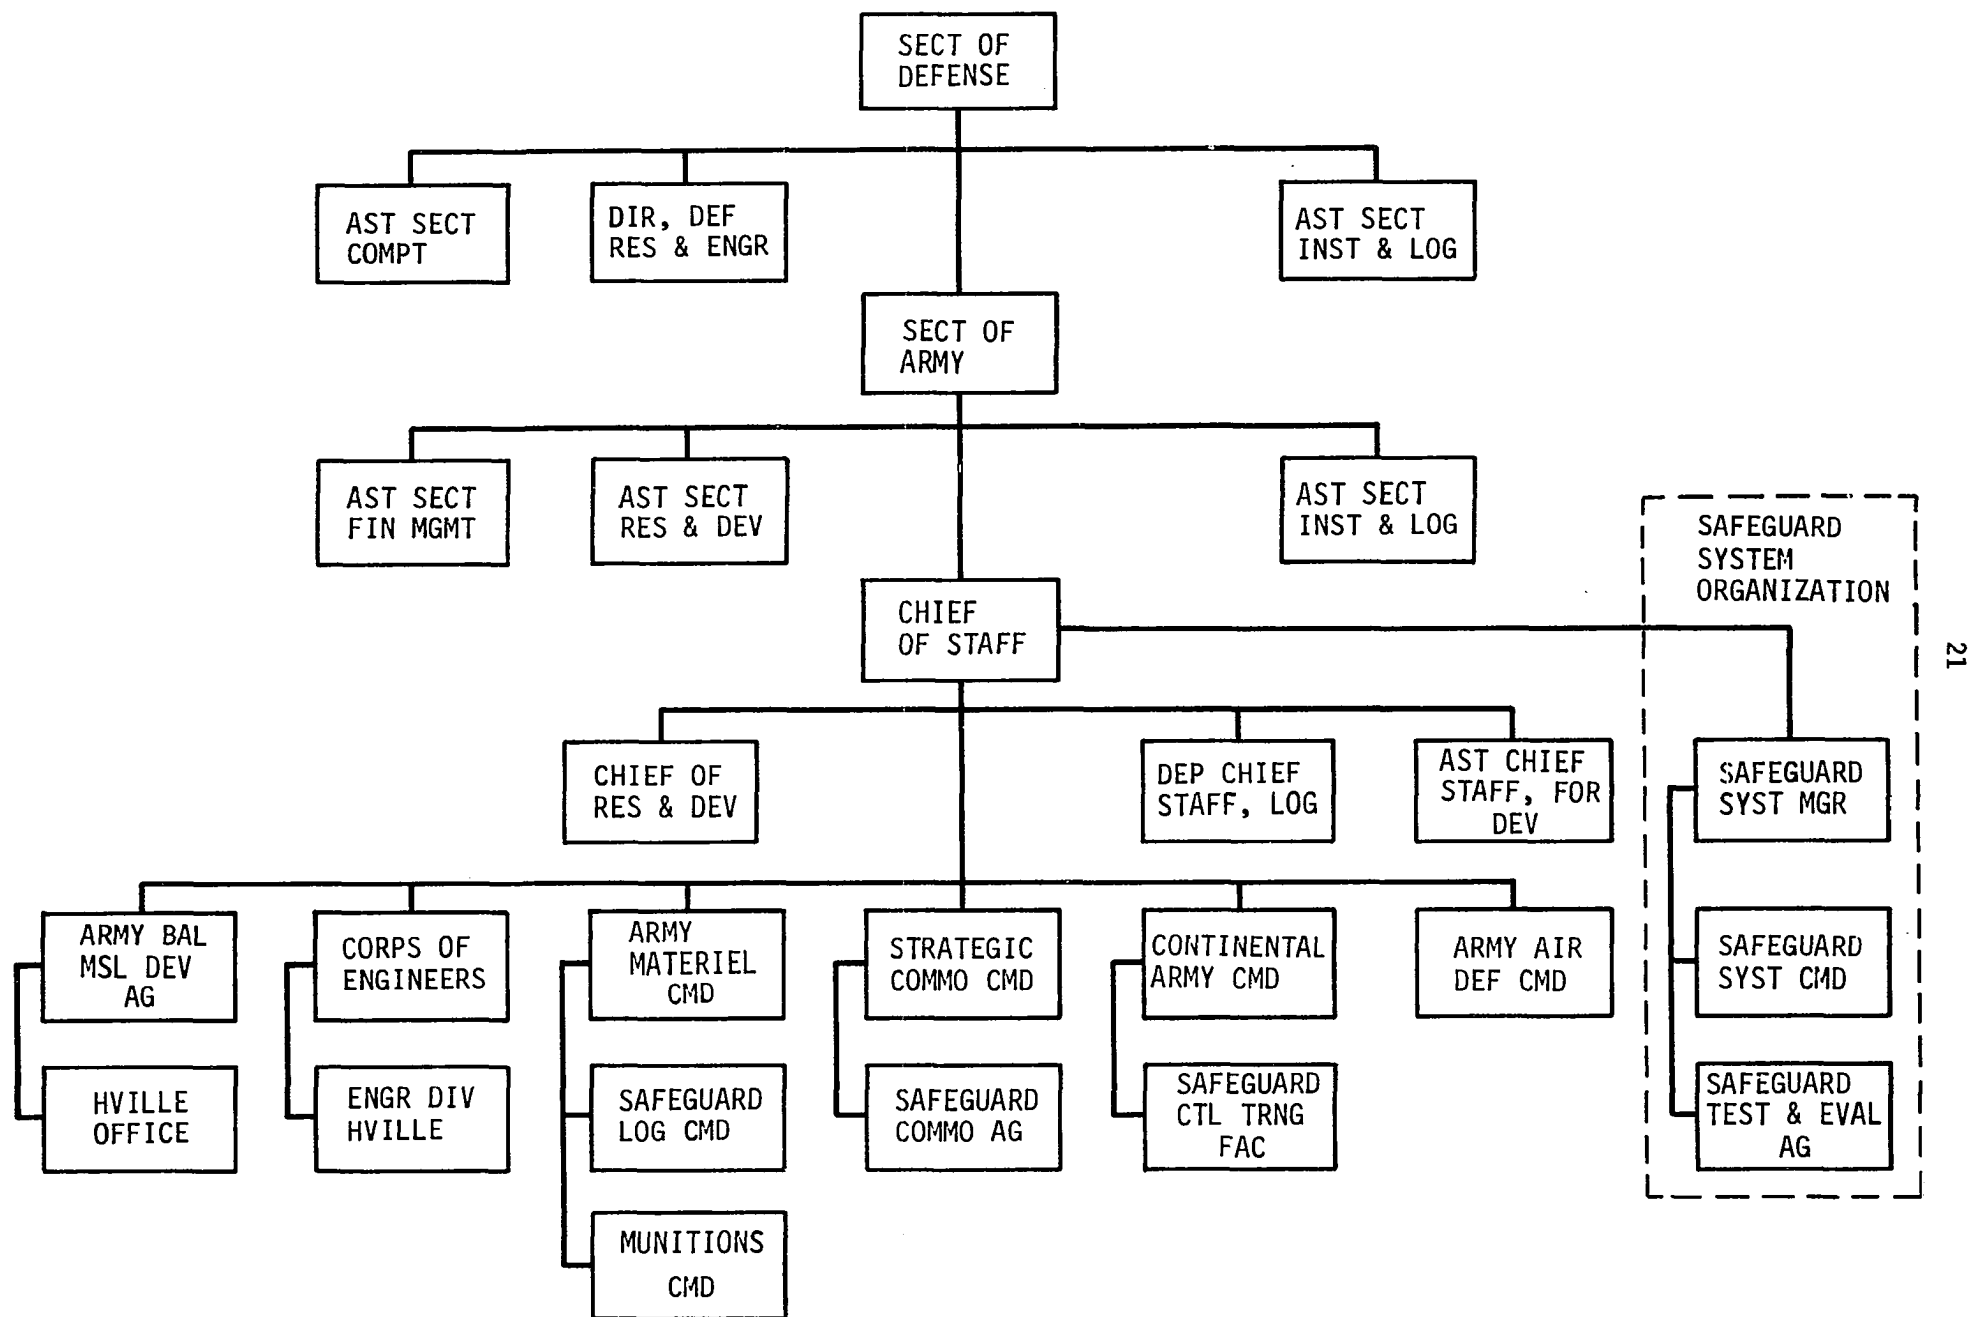 SECT OF
DEFENSE
AST SECT
COMPT
DIR, DEF
RES & ENGR
AST SECT
INST & LOG
SECT OF
ARMY
AST SECT
FIN MGMT
AST SECT
RES & DEV
AST SECT
INST & LOG
SAFEGUARD
SYSTEM
ORGANIZATION
CHIEF
OF STAFF
21
CHIEF OF
RES & DEV
DEP CHIEF
STAFF, LOG
AST CHIEF
STAFF, FOR
DEV
SAFEGUARD
SYST MGR
ARMY BAL
MSL DEV
AG
CORPS OF
ENGINEERS
ARMY
MATERIEL
CMD
STRATEGIC
COMMO CMD
CONTINENTAL
ARMY CMD
ARMY AIR
DEF CMD
SAFEGUARD
SYST CMD
HVILLE
OFFICE
ENGR DIV
HVILLE
SAFEGUARD
LOG CMD
SAFEGUARD
COMMO AG
SAFEGUARD
CTL TRNG
FAC
SAFEGUARD
TEST & EVAL
AG
MUNITIONS
CMD